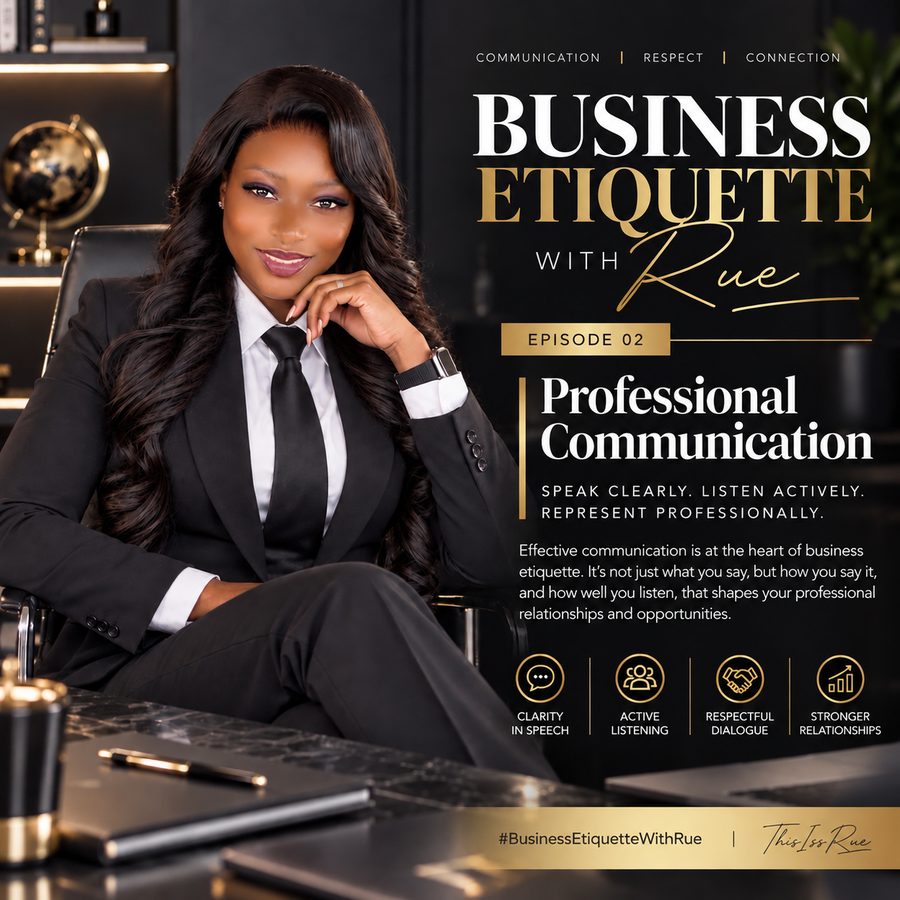 COMMUNICATION | RESPECT | CONNECTION
BUSINESS
ETIQUETTE
WITH Rue
EPISODE 02
Professional
Communication
SPEAK CLEARLY. LISTEN ACTIVELY.
REPRESENT PROFESSIONALLY.
Effective communication is at the heart of business
etiquette. It's not just what you say, but how you say it,
and how well you listen, that shapes your professional
relationships and opportunities.
CLARITY
IN SPEECH
ACTIVE
LISTENING
RESPECTFUL
DIALOGUE
STRONGER
RELATIONSHIPS
#BusinessEtiquetteWithRue | ThisIssRue